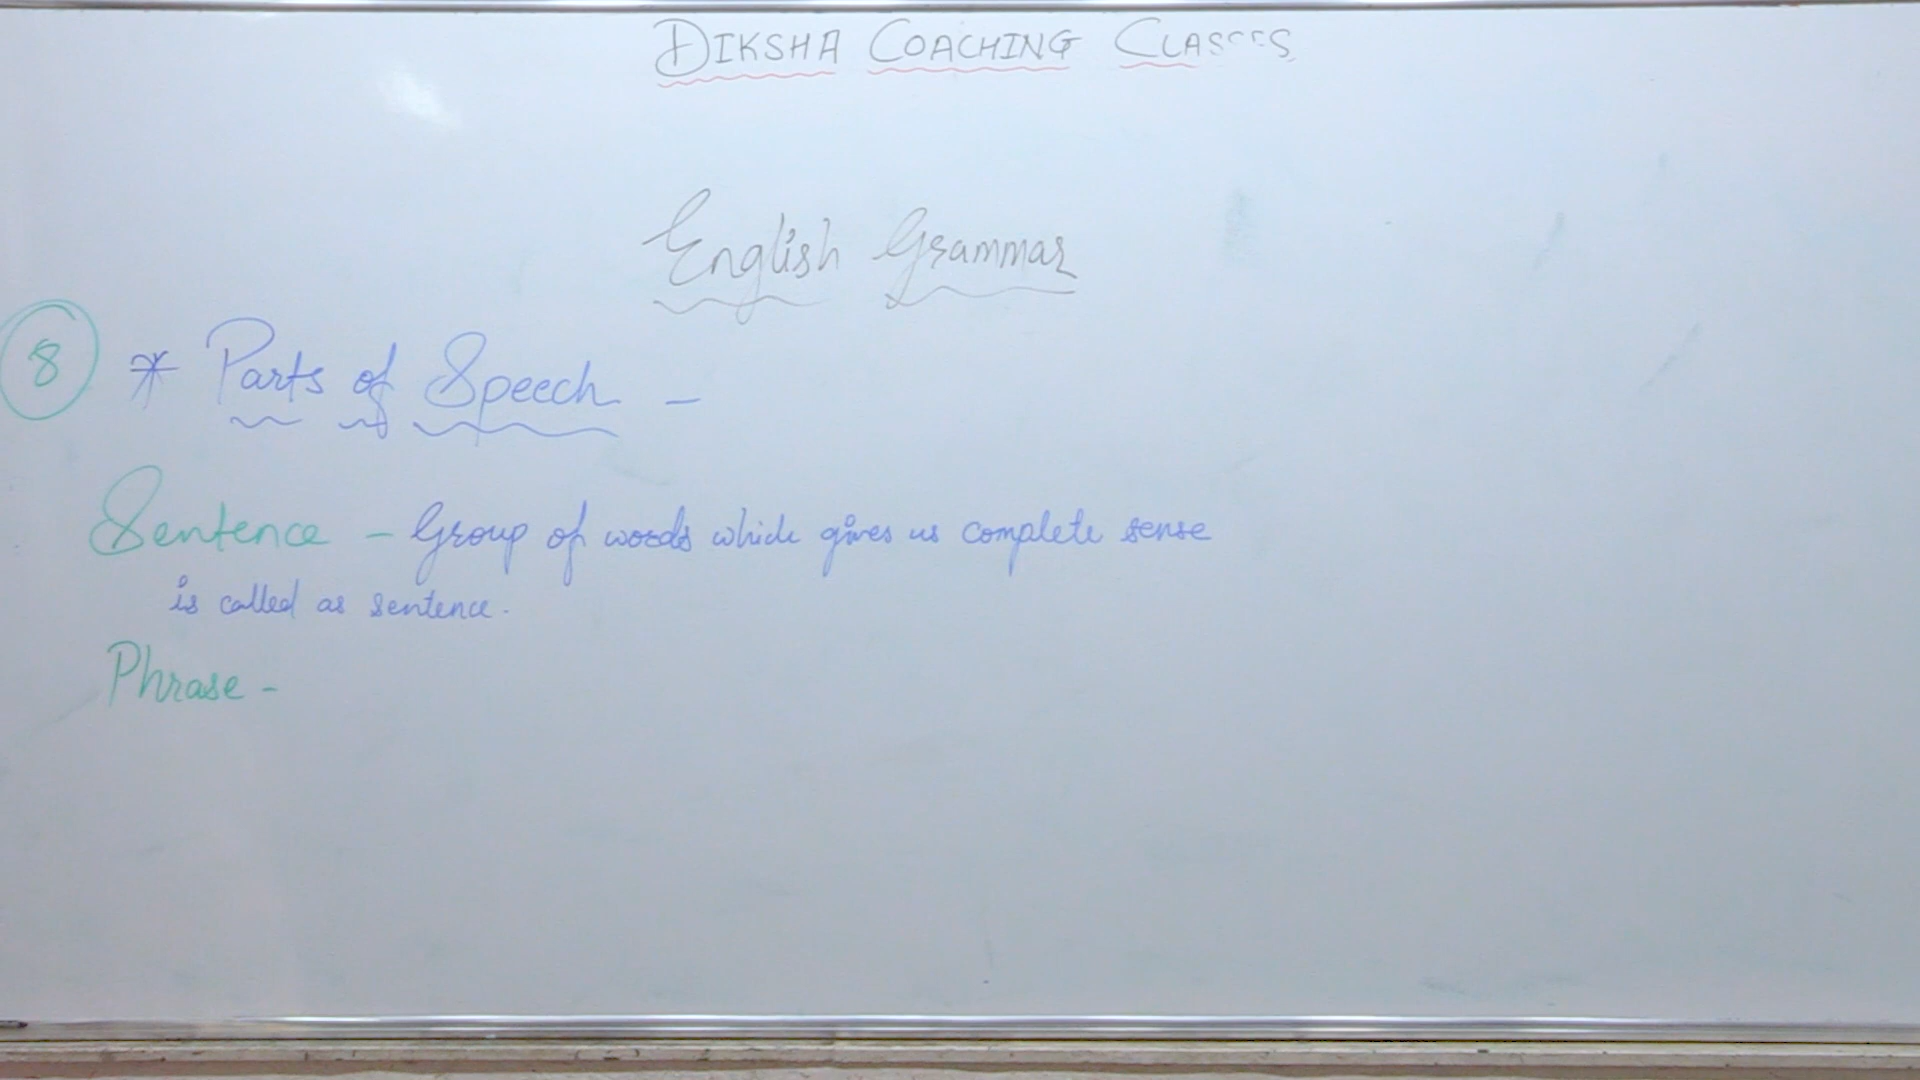 DIKSHA COACHING CLASSES
English Grammar
8 * Parts of Speech -
Sentence - Group of words which gives us complete sense
is called as sentence.
Phrase -